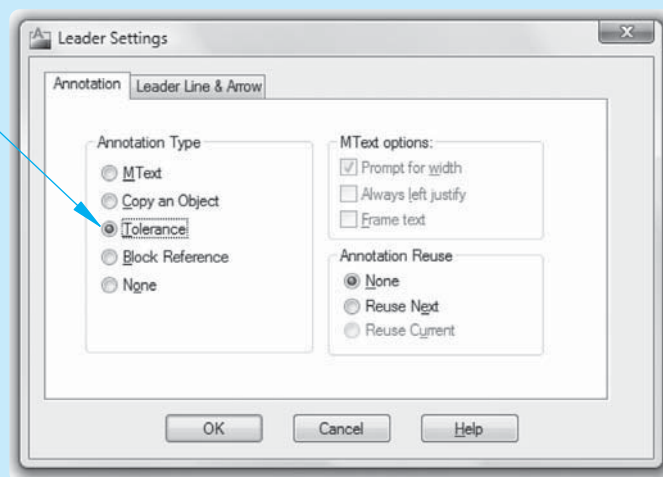 Leader Settings
Annotation
Leader Line & Arrow
Annotation Type
MText
Copy an Object
Tolerance
Block Reference
None
MText options:
Prompt for width
Always left justify
Frame text
Annotation Reuse
None
Reuse Next
Reuse Current
OK
Cancel
Help